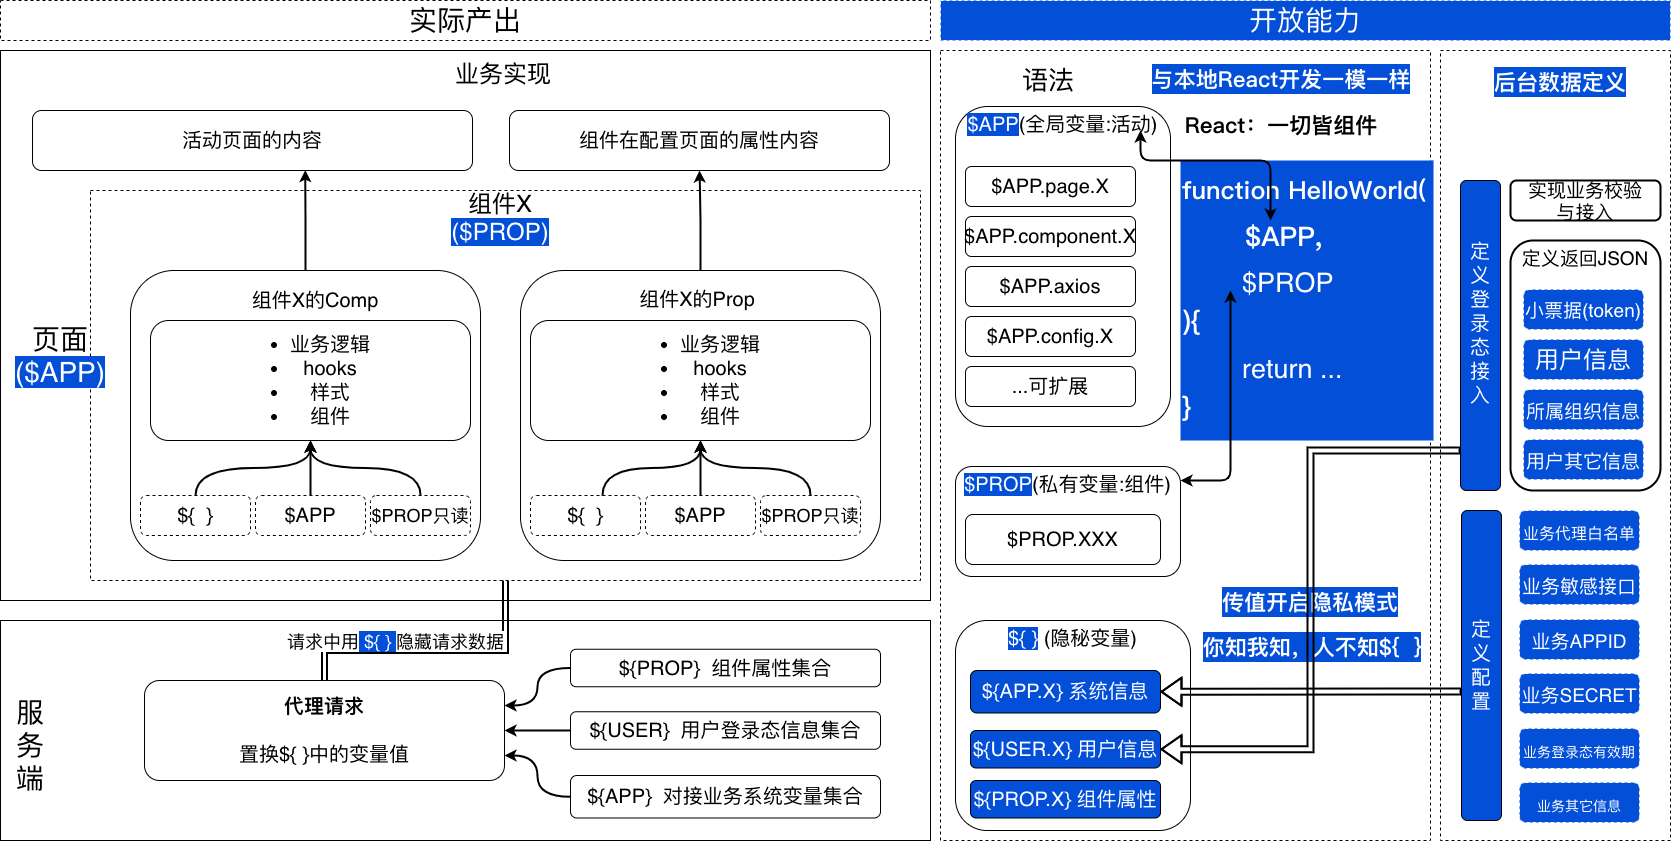 实际产出
业务实现
活动页面的内容
组件在配置页面的属性内容
组件X
($PROP)
页面
($APP)
组件X的Comp
• 业务逻辑
• hooks
• 样式
• 组件
${ }
$APP
$PROP只读
组件X的Prop
• 业务逻辑
• hooks
• 样式
• 组件
${ }
$APP
$PROP只读
请求中用 ${ } 隐藏请求数据
服
务
端
代理请求
置换${ }中的变量值
${PROP} 组件属性集合
${USER} 用户登录态信息集合
${APP} 对接业务系统变量集合
开放能力
语法
与本地React开发一模一样
$APP(全局变量:活动)
React：一切皆组件
$APP.page.X
$APP.component.X
$APP.axios
$APP.config.X
...可扩展
function HelloWorld(
$APP,
$PROP
){
return ...
}
$PROP(私有变量:组件)
$PROP.XXX
传值开启隐私模式
你知我知，人不知${ }
${ } (隐秘变量)
${APP.X} 系统信息
${USER.X} 用户信息
${PROP.X} 组件属性
后台数据定义
定
义
登
录
态
接
入
实现业务校验
与接入
定义返回JSON
小票据(token)
用户信息
所属组织信息
用户其它信息
定
义
配
置
业务代理白名单
业务敏感接口
业务APPID
业务SECRET
业务登录态有效期
业务其它信息